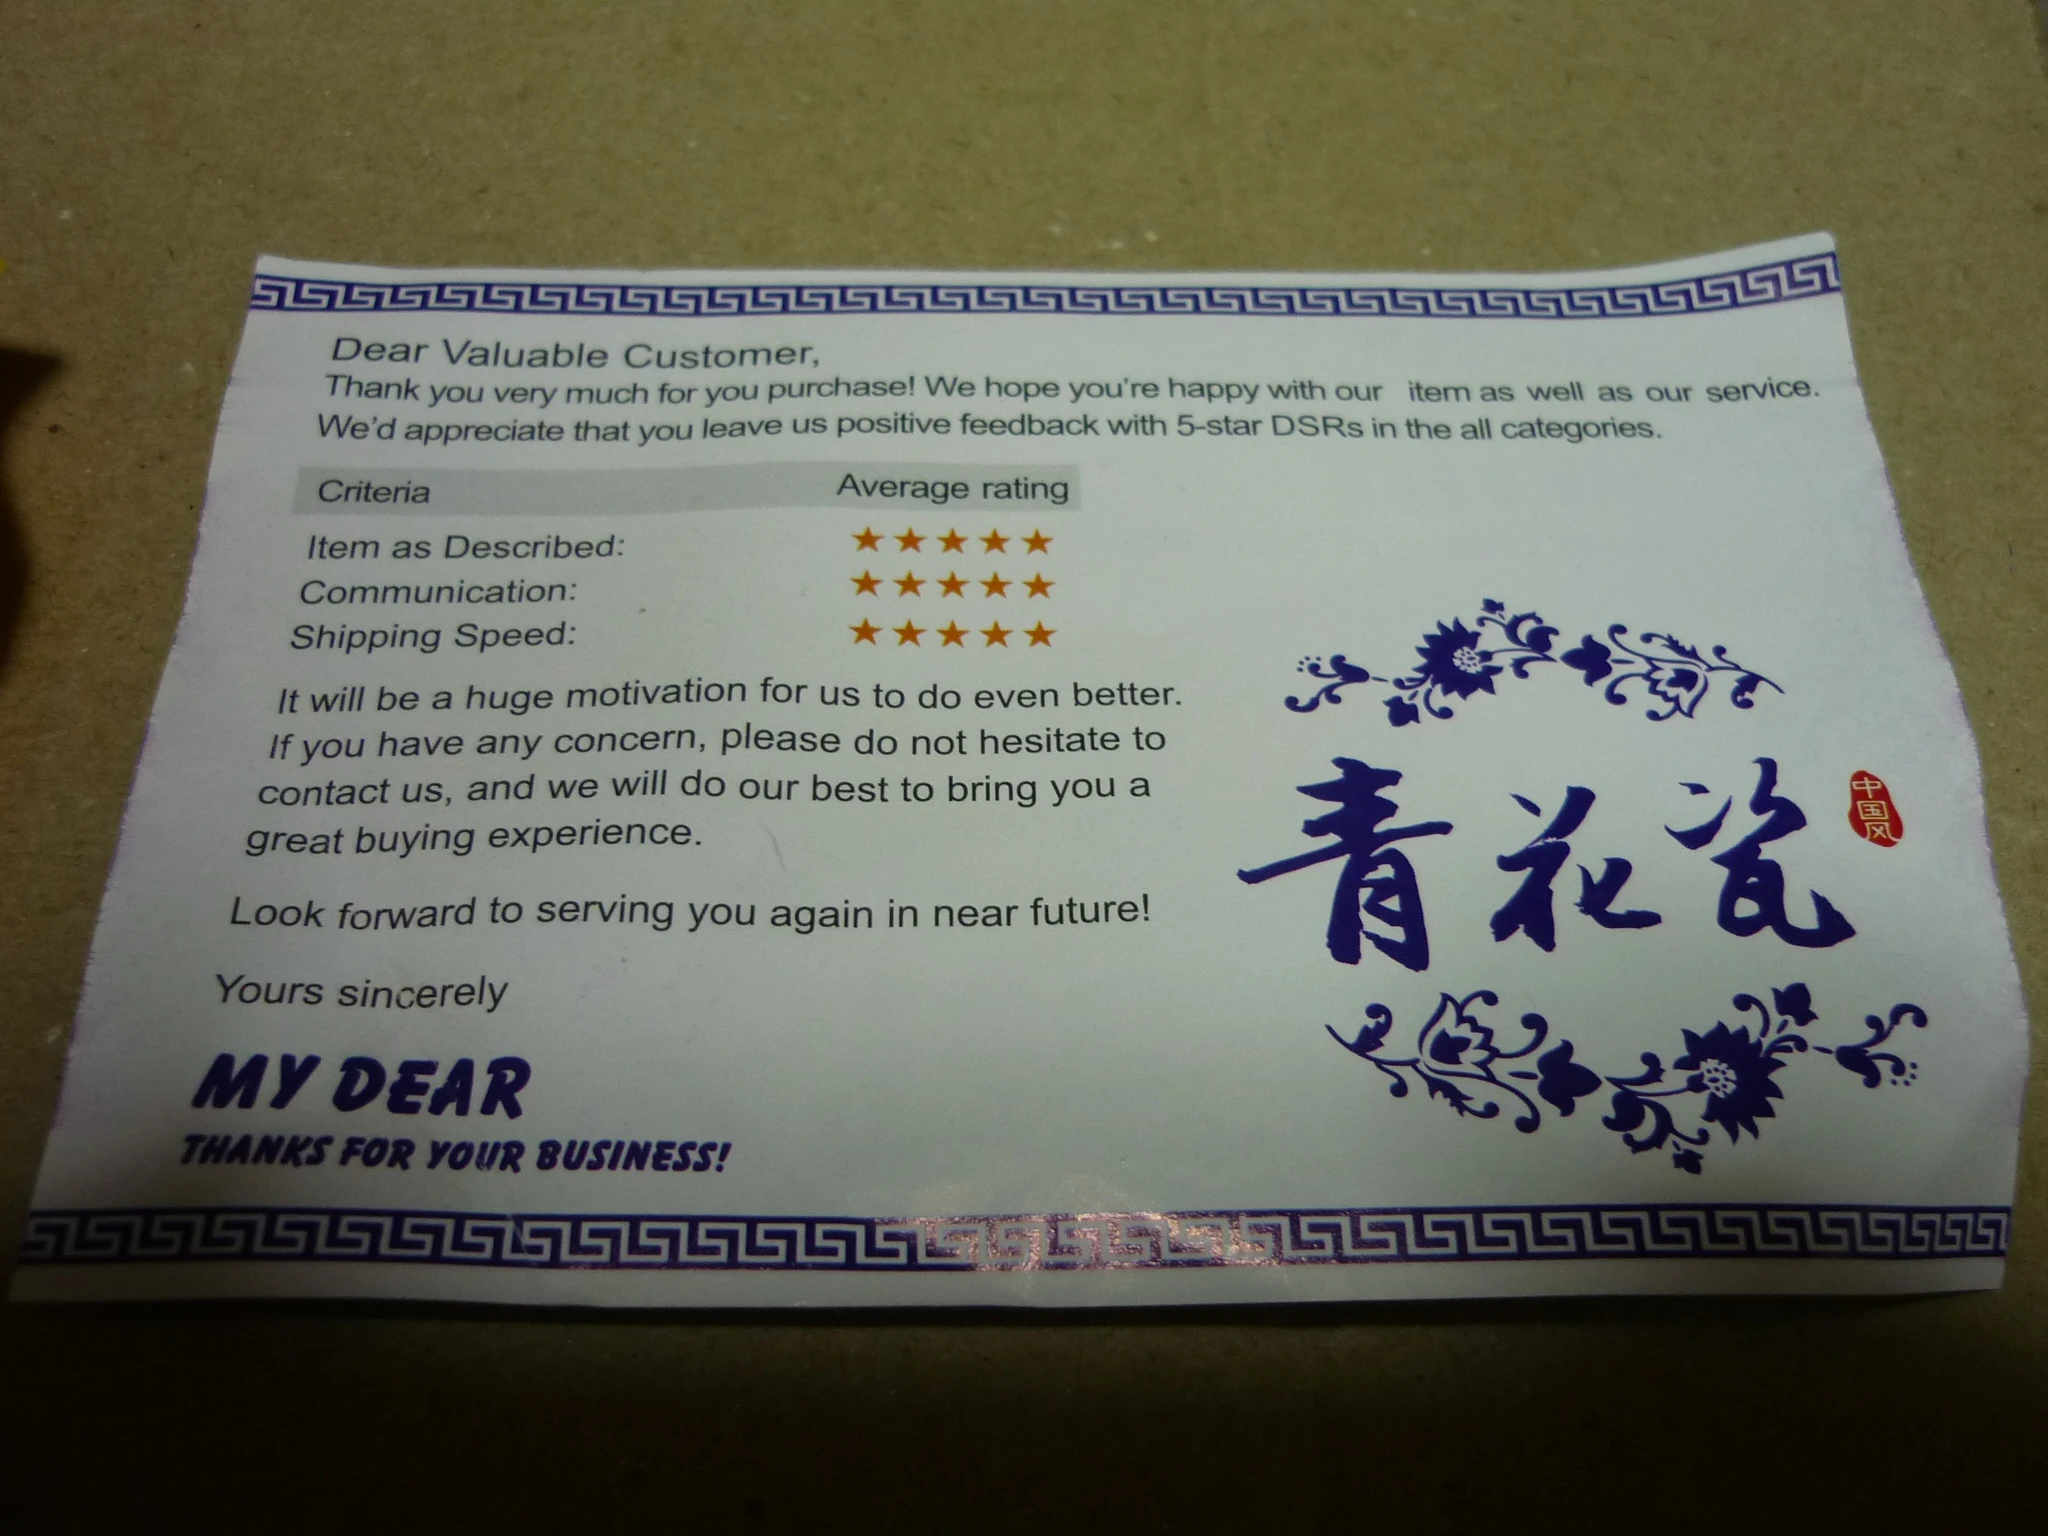 Dear Valuable Customer,
Thank you very much for you purchase! We hope you're happy with our item as well as our service.
We'd appreciate that you leave us positive feedback with 5-star DSRs in the all categories.
Criteria Average rating
Item as Described: ★★★★★
Communication: ★★★★★
Shipping Speed: ★★★★★
It will be a huge motivation for us to do even better.
If you have any concern, please do not hesitate to
contact us, and we will do our best to bring you a
great buying experience.
Look forward to serving you again in near future!
Yours sincerely
MY DEAR
THANKS FOR YOUR BUSINESS!
青花瓷
中国风